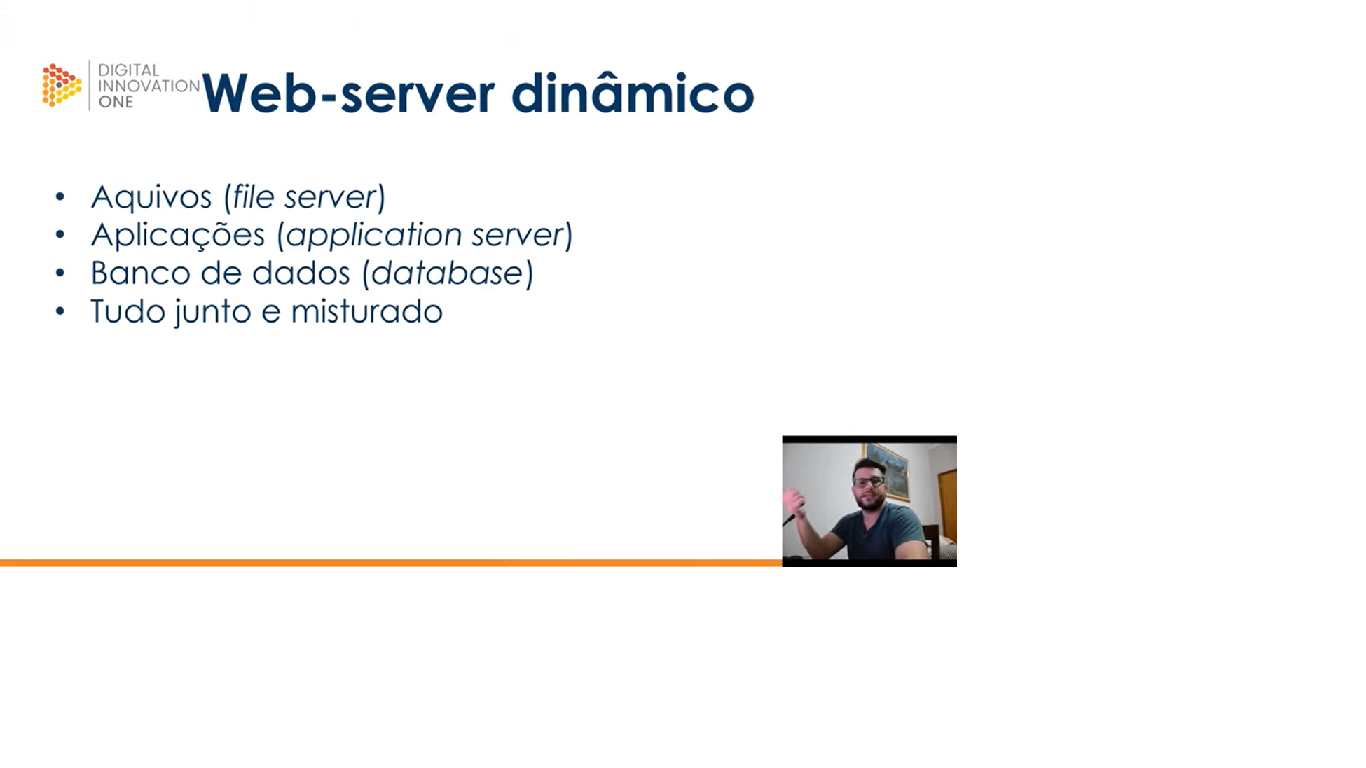 DIGITAL
INNOVATION
ONE
Web-server dinâmico
• Aquivos (file server)
• Aplicações (application server)
• Banco de dados (database)
• Tudo junto e misturado